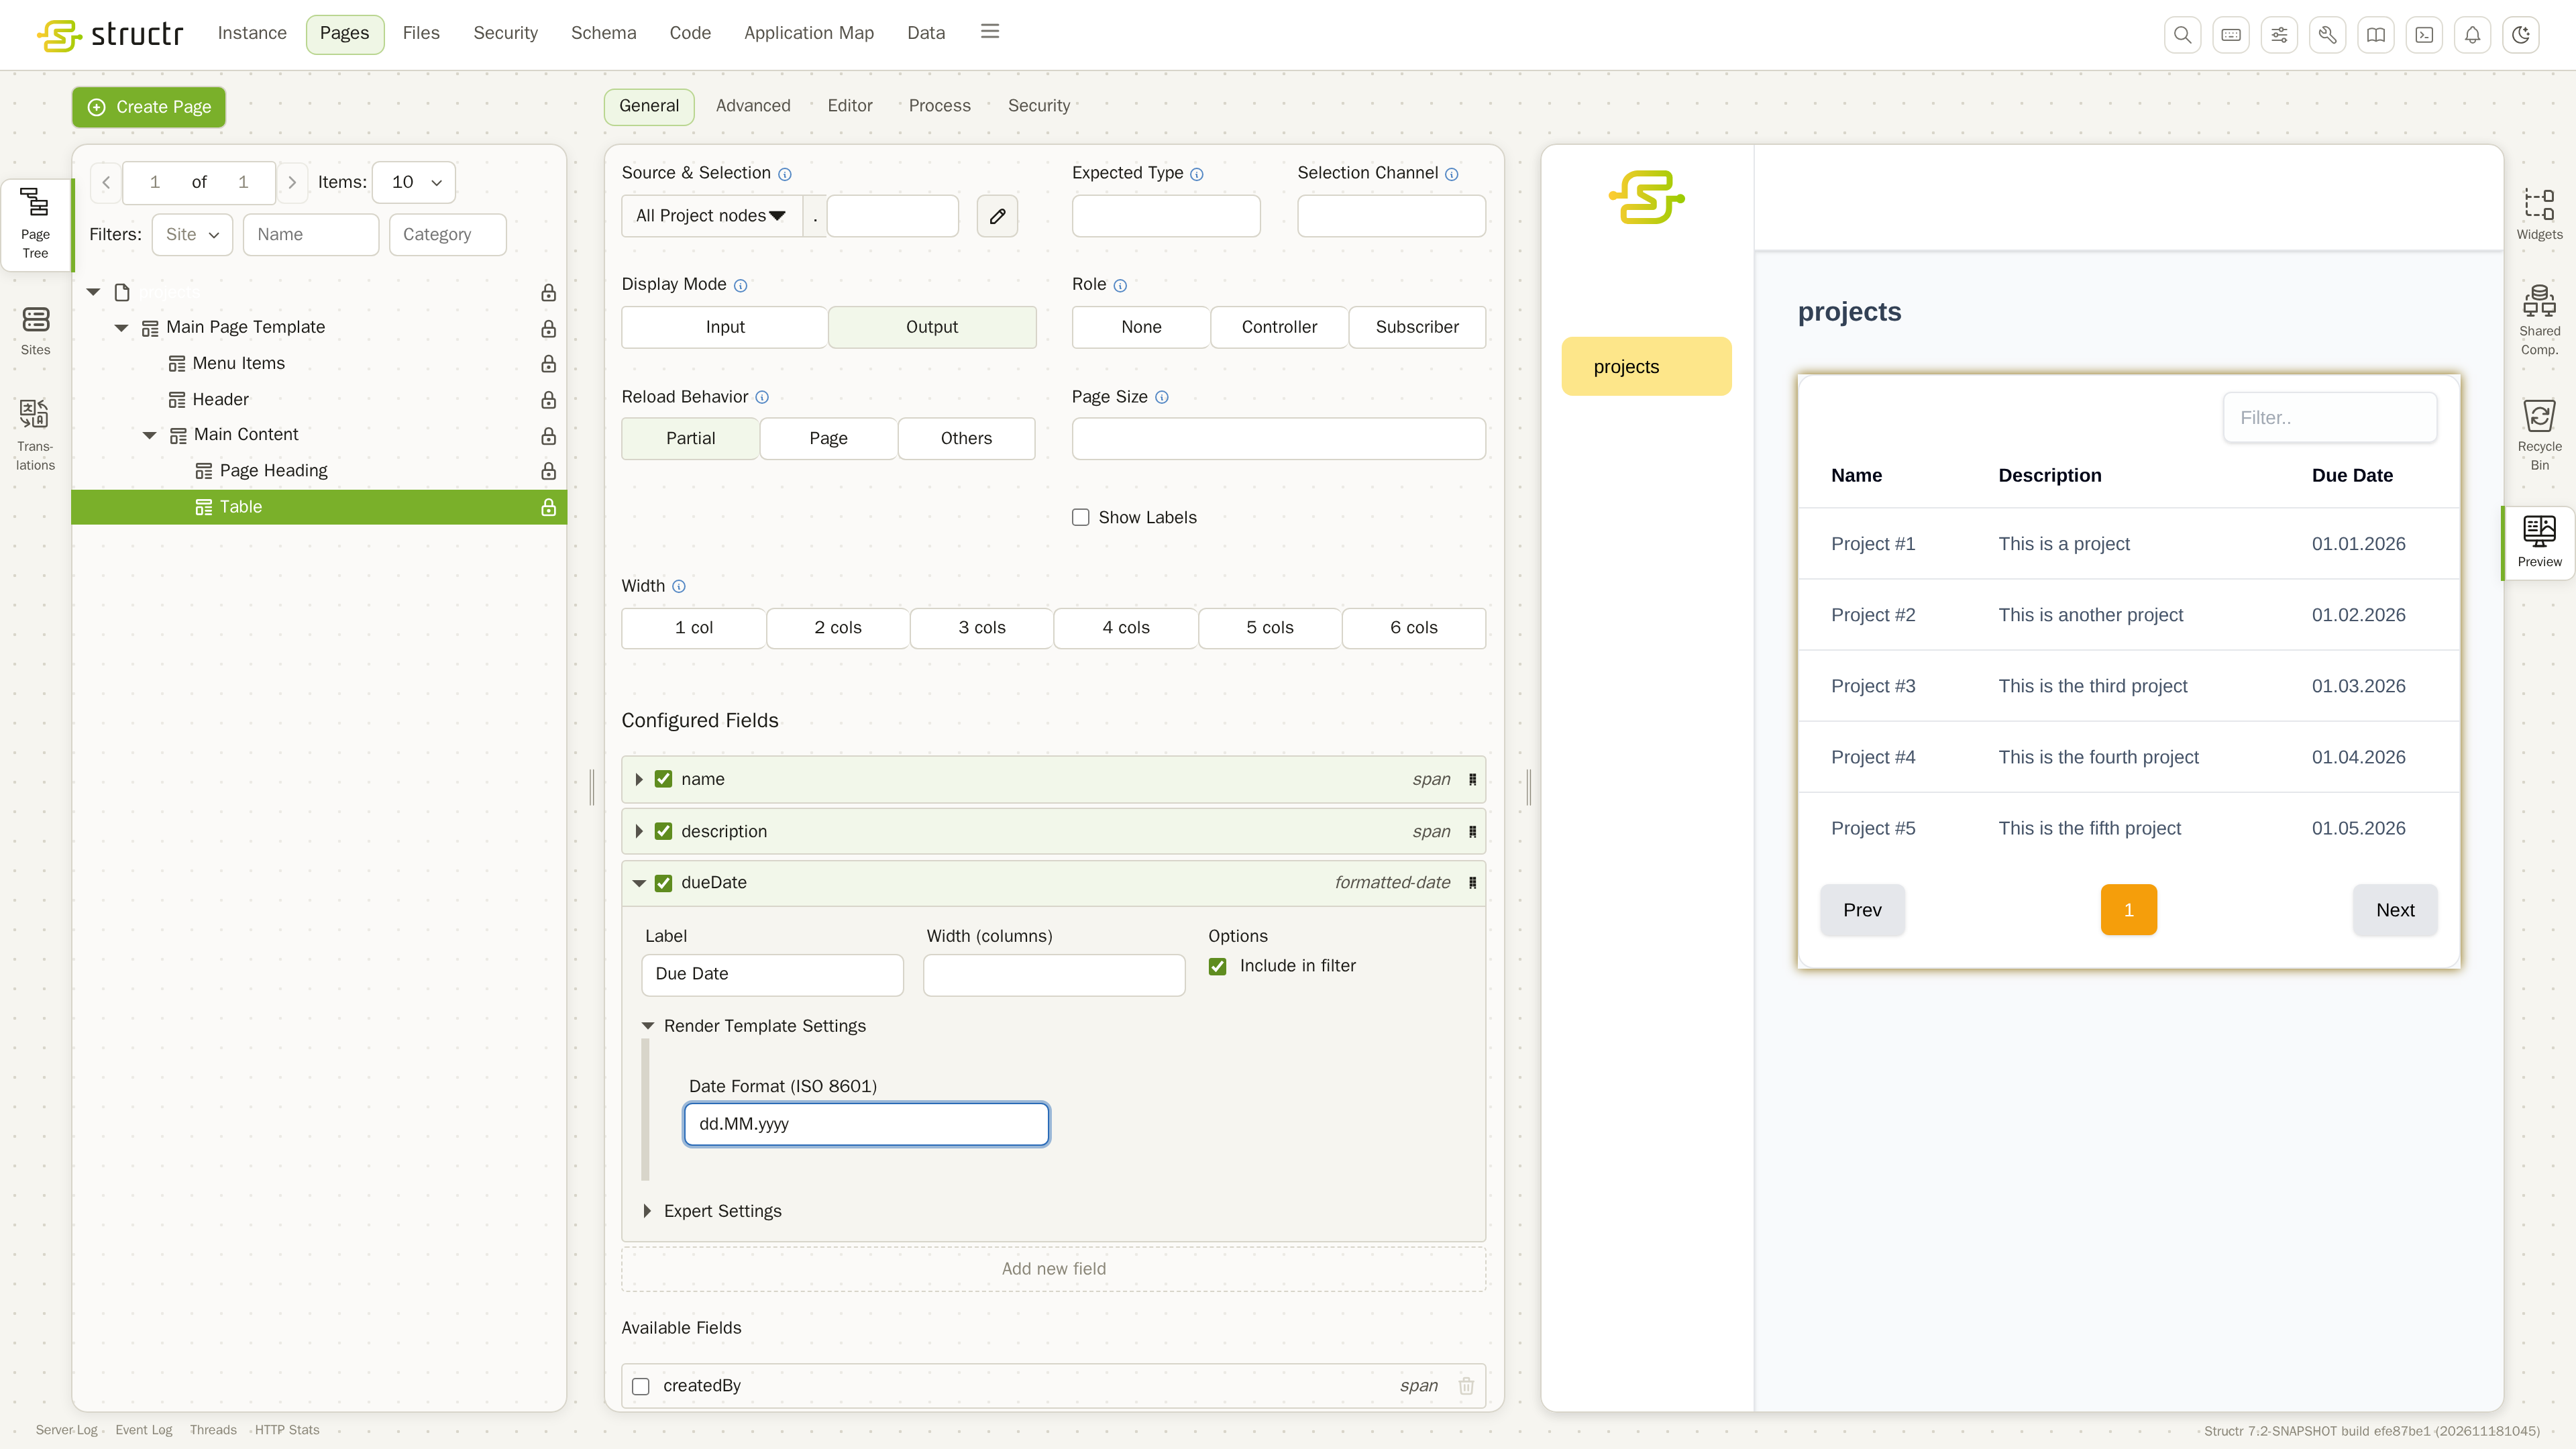 structr Instance Pages Files Security Schema Code Application Map Data
Create Page
General Advanced Editor Process Security
Page Tree
Sites
Trans-
lations
1 of 1 Items: 10
Filters: Site Name Category
projects
Main Page Template
Menu Items
Header
Main Content
Page Heading
Table
Source & Selection
All Project nodes .
Expected Type
Selection Channel
Display Mode
Input Output
Role
None Controller Subscriber
Reload Behavior
Partial Page Others
Page Size
Show Labels
Width
1 col 2 cols 3 cols 4 cols 5 cols 6 cols
Configured Fields
name span
description span
dueDate formatted-date
Label Width (columns) Options
Due Date Include in filter
Render Template Settings
Date Format (ISO 8601)
dd.MM.yyyy
Expert Settings
Add new field
Available Fields
createdBy span
projects
projects
Filter..
Name Description Due Date
Project #1 This is a project 01.01.2026
Project #2 This is another project 01.02.2026
Project #3 This is the third project 01.03.2026
Project #4 This is the fourth project 01.04.2026
Project #5 This is the fifth project 01.05.2026
Prev 1 Next
Widgets
Shared
Comp.
Recycle
Bin
Preview
Server Log Event Log Threads HTTP Stats
Structr 7.2-SNAPSHOT build efe87be1 (202611181045)